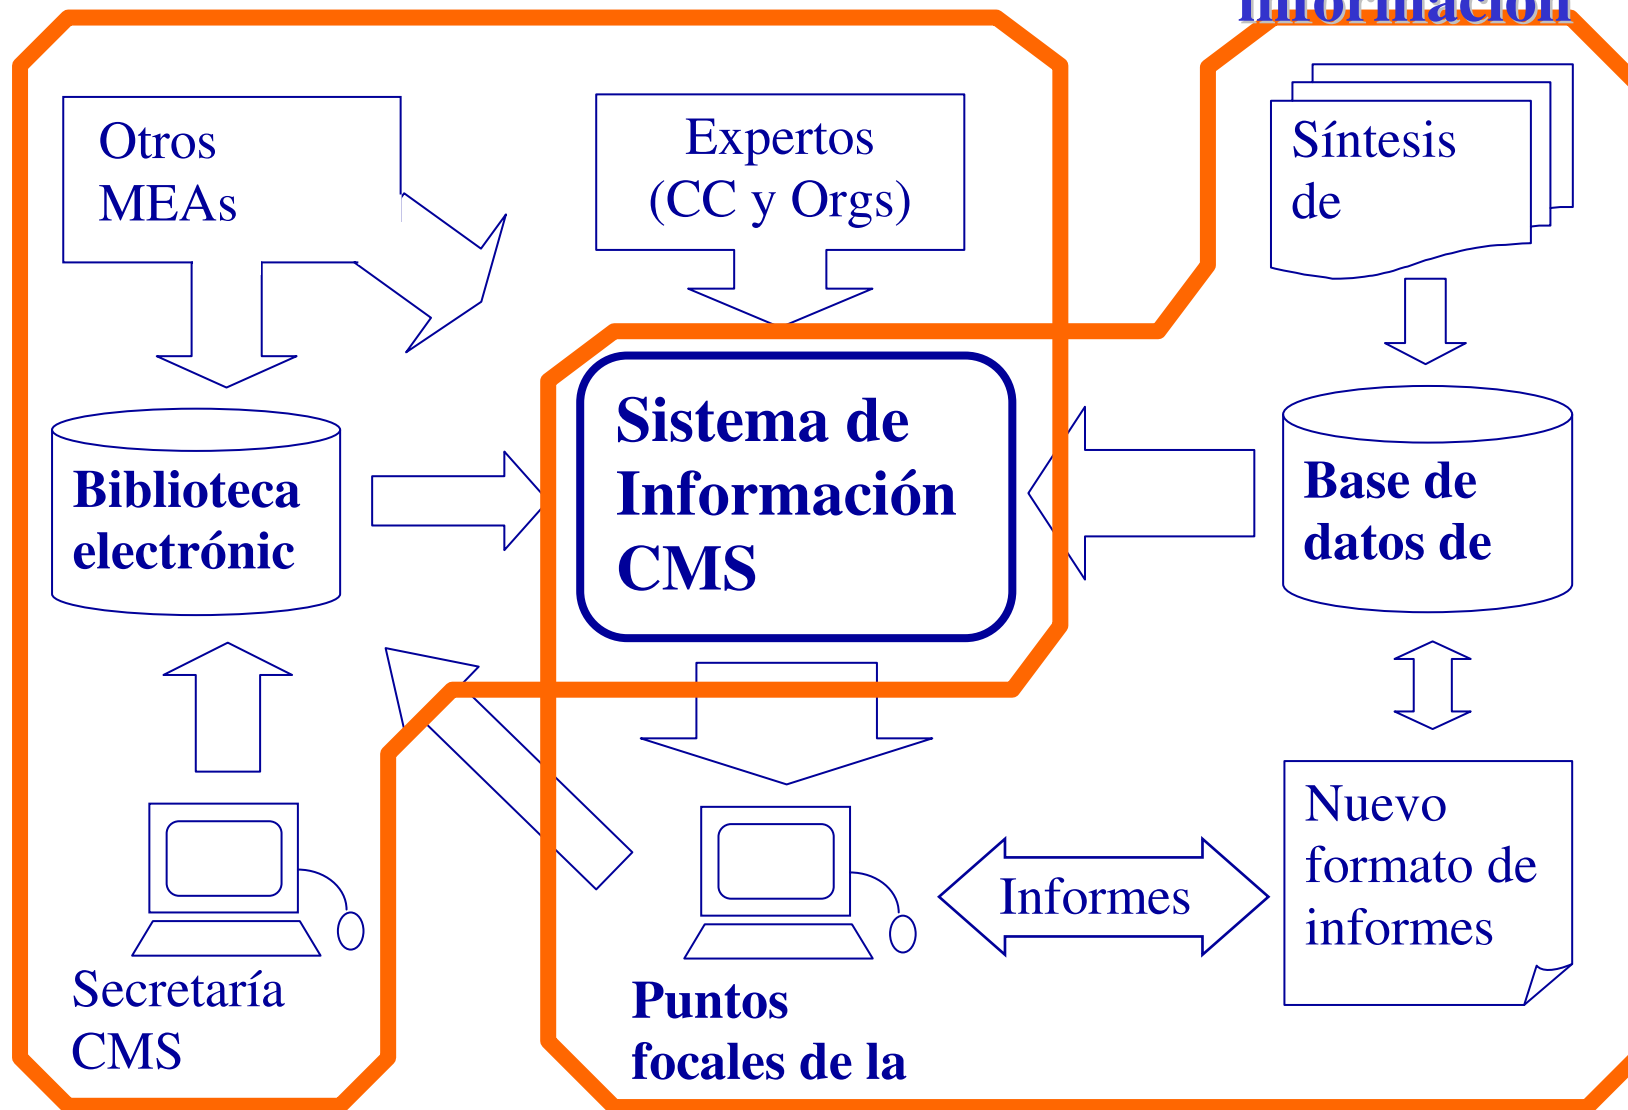 información
Otros
MEAs
Expertos
(CC y Orgs)
Síntesis
de
Sistema de
Información
CMS
Biblioteca
electrónic
Base de
datos de
Nuevo
formato de
informes
Informes
Secretaría
CMS
Puntos
focales de la